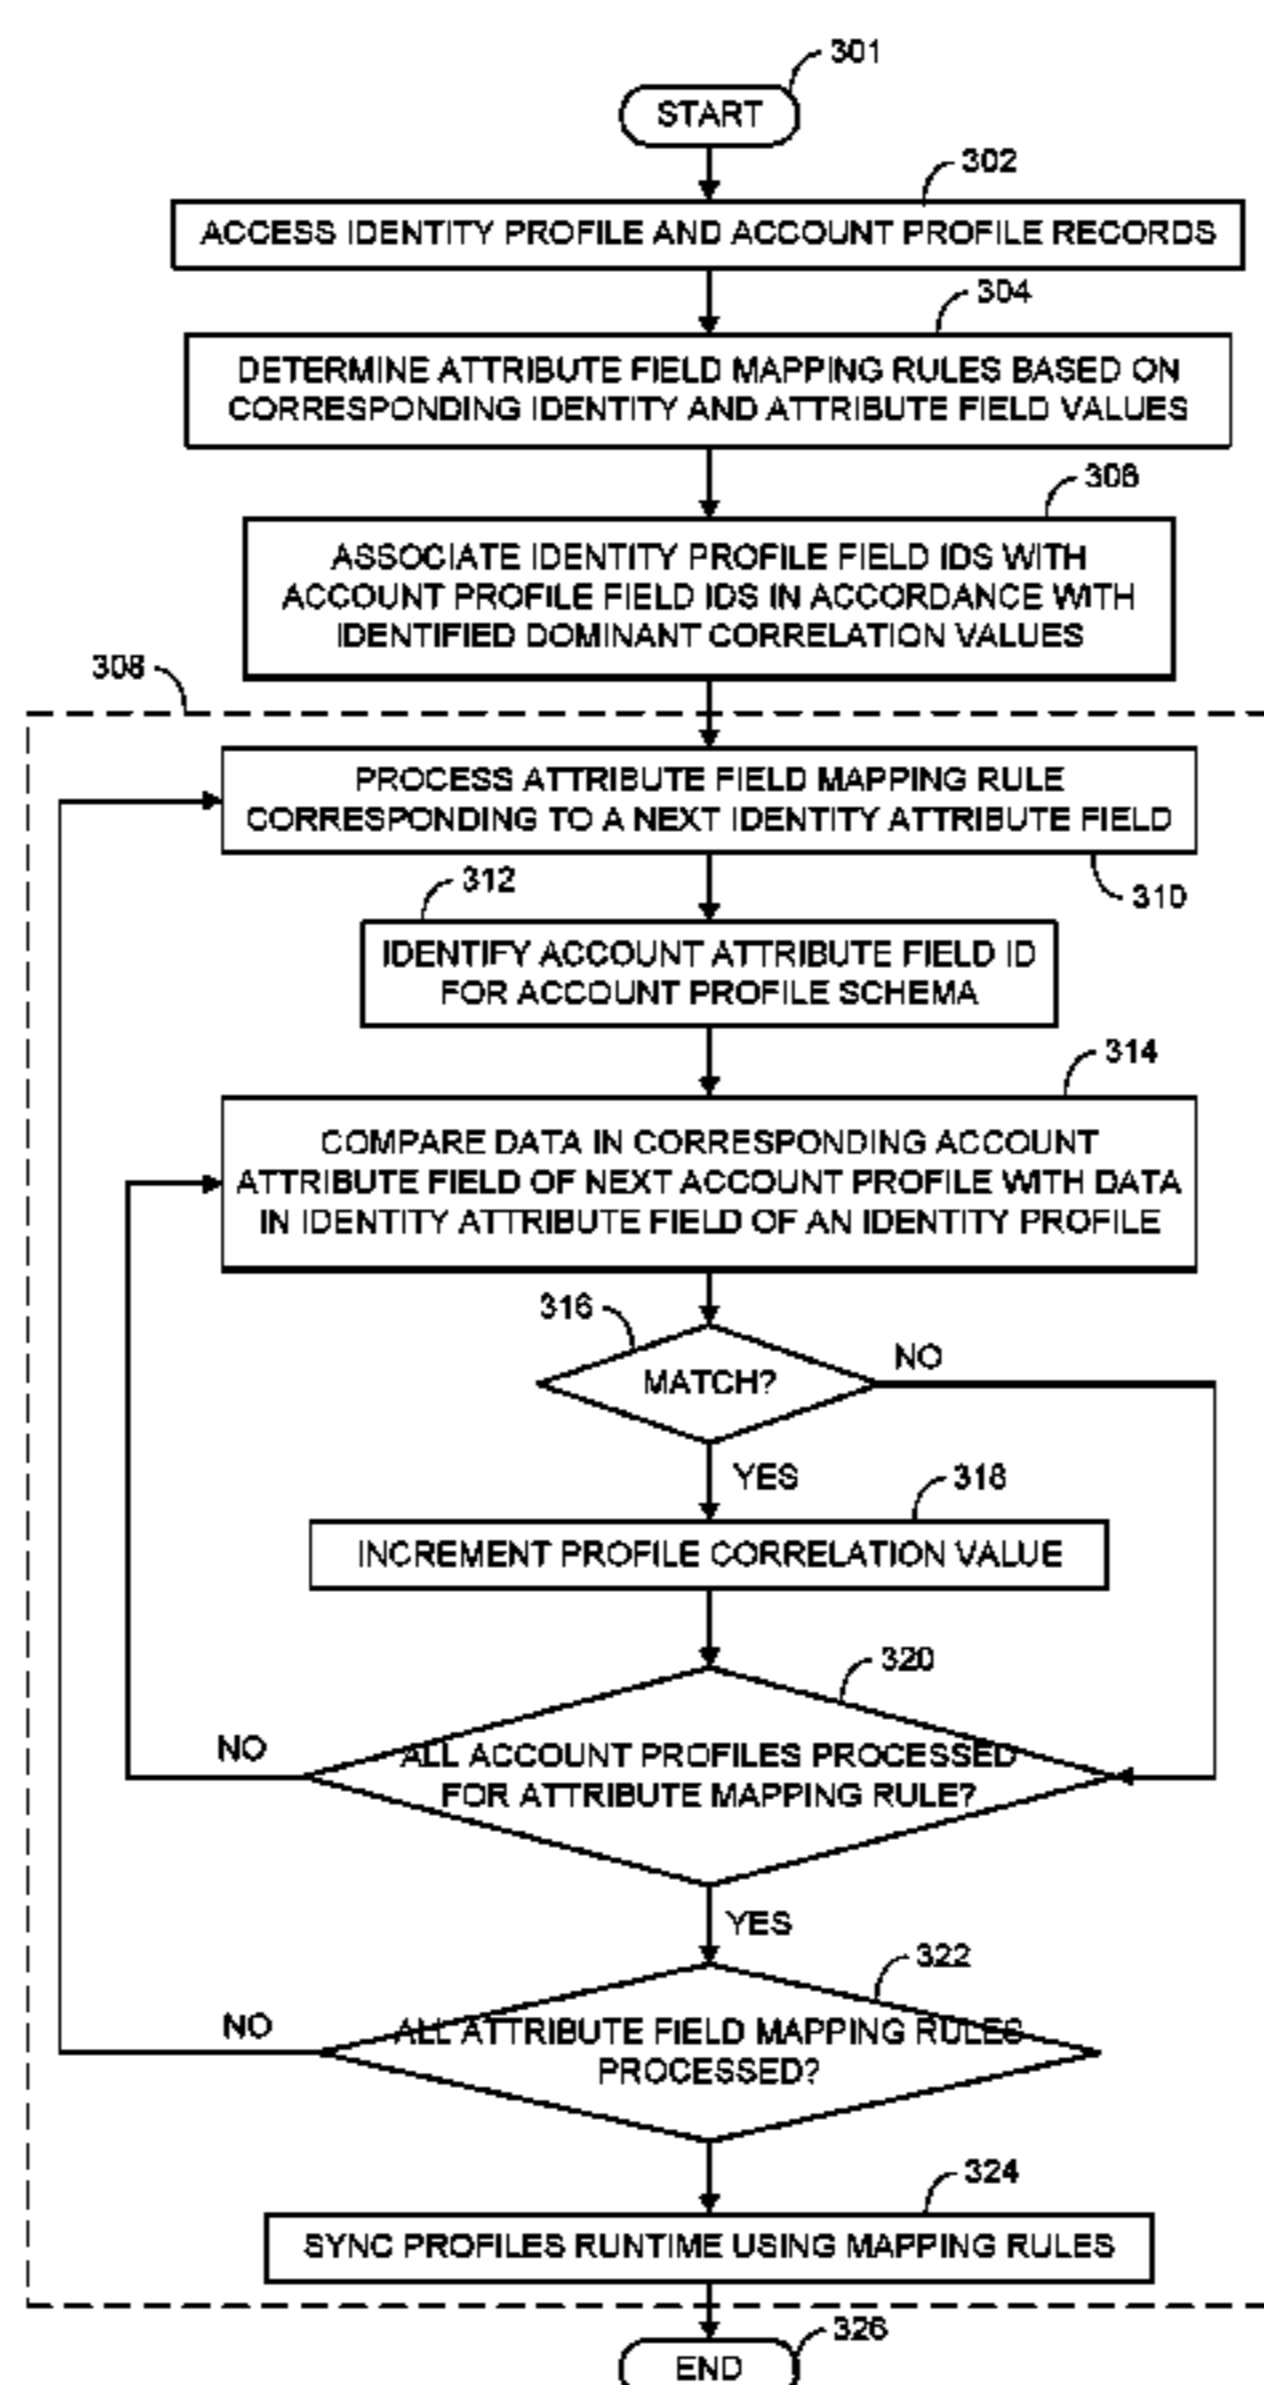 301
START
302
ACCESS IDENTITY PROFILE AND ACCOUNT PROFILE RECORDS
304
DETERMINE ATTRIBUTE FIELD MAPPING RULES BASED ON
CORRESPONDING IDENTITY AND ATTRIBUTE FIELD VALUES
306
ASSOCIATE IDENTITY PROFILE FIELD IDS WITH
ACCOUNT PROFILE FIELD IDS IN ACCORDANCE WITH
IDENTIFIED DOMINANT CORRELATION VALUES
308
PROCESS ATTRIBUTE FIELD MAPPING RULE
CORRESPONDING TO A NEXT IDENTITY ATTRIBUTE FIELD
310
312
IDENTIFY ACCOUNT ATTRIBUTE FIELD ID
FOR ACCOUNT PROFILE SCHEMA
314
COMPARE DATA IN CORRESPONDING ACCOUNT
ATTRIBUTE FIELD OF NEXT ACCOUNT PROFILE WITH DATA
IN IDENTITY ATTRIBUTE FIELD OF AN IDENTITY PROFILE
316
MATCH?
NO
YES
318
INCREMENT PROFILE CORRELATION VALUE
320
NO
ALL ACCOUNT PROFILES PROCESSED
FOR ATTRIBUTE MAPPING RULE?
YES
322
NO
ALL ATTRIBUTE FIELD MAPPING RULES
PROCESSED?
324
SYNC PROFILES RUNTIME USING MAPPING RULES
326
END